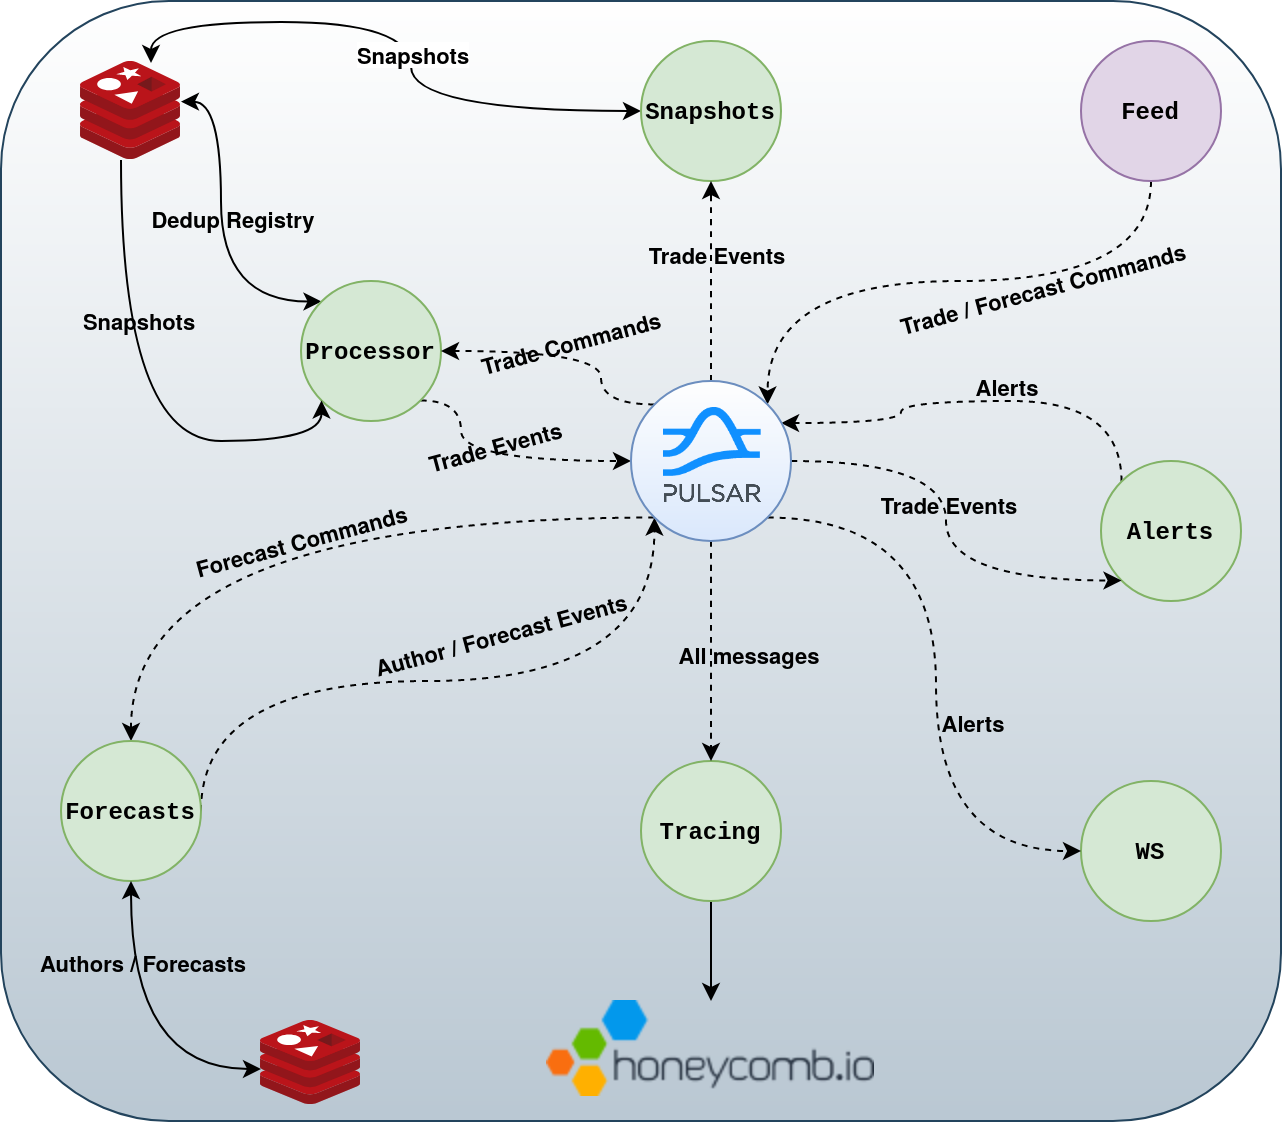 Snapshots
Snapshots
Feed
Dedup Registry
Trade Events
Trade / Forecast Commands
Snapshots
Processor
Trade Commands
Alerts
Trade Events
PULSAR
Trade Events
Alerts
Forecast Commands
Author / Forecast Events
All messages
Alerts
Forecasts
Tracing
WS
Authors / Forecasts
honeycomb.io